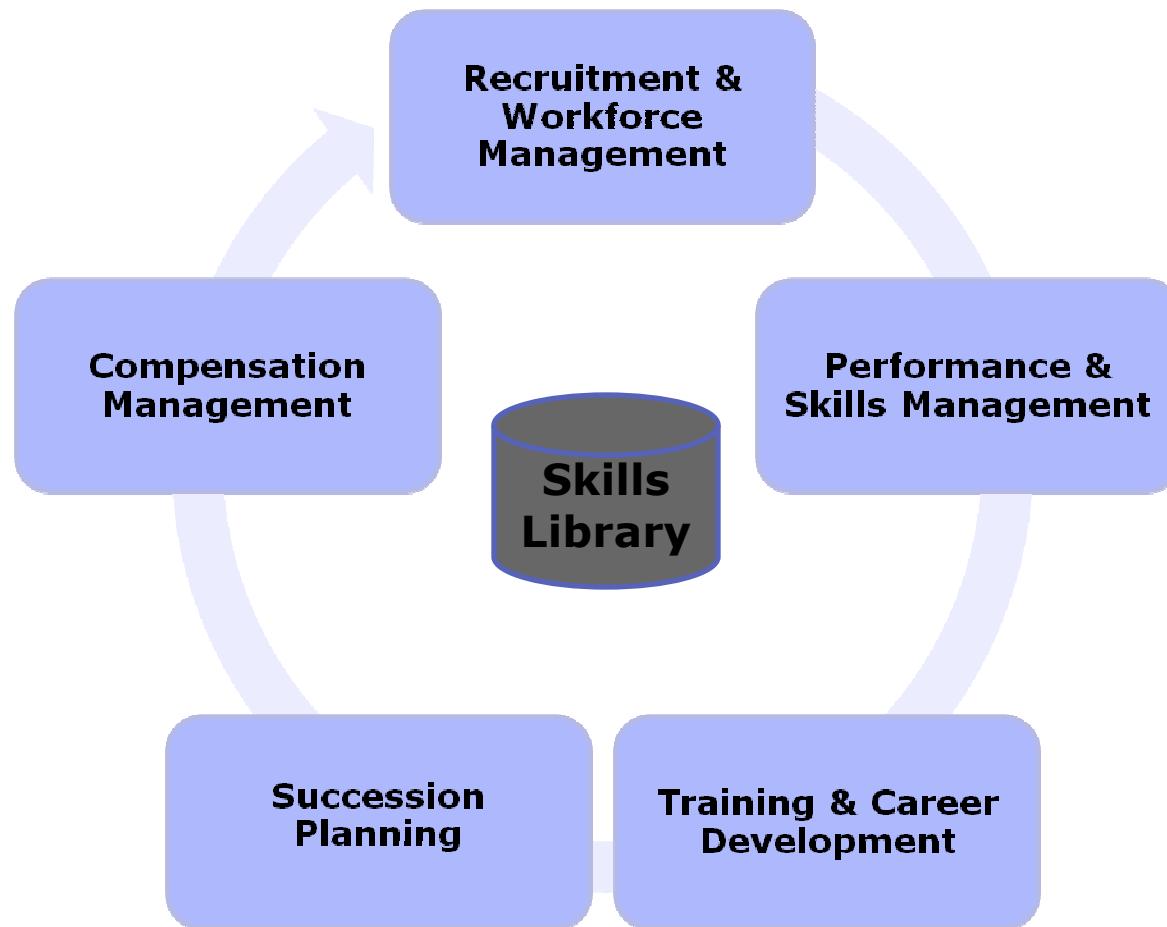 Recruitment &
Workforce
Management
Performance &
Skills Management
Training & Career
Development
Succession
Planning
Compensation
Management
Skills
Library